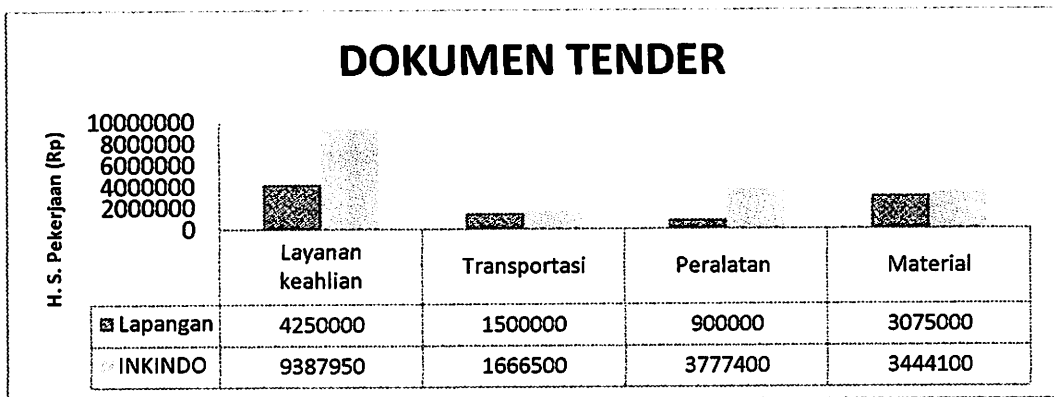 DOKUMEN TENDER
H. S. Pekerjaan (Rp)
10000000
8000000
6000000
4000000
2000000
0
Layanan keahlian Transportasi Peralatan Material
Lapangan 4250000 1500000 900000 3075000
INKINDO 9387950 1666500 3777400 3444100